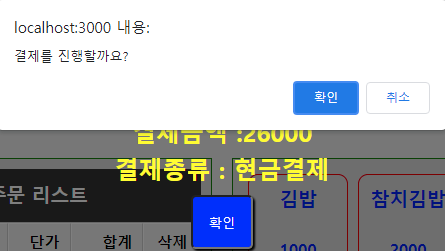 localhost:3000 내용:
결제를 진행할까요?
확인 취소
결제금액 :26000
결제종류 : 현금결제
주문 리스트
김밥 참치김밥
확인
단가 합계 삭제
1000 2000